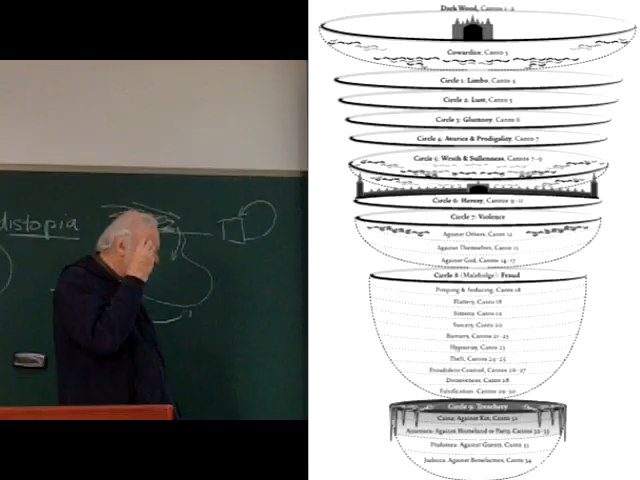 distopia
Dark Wood, Cantos 1-2
Cowardice, Canto 3
Circle 1: Limbo, Canto 4
Circle 2: Lust, Canto 5
Circle 3: Gluttony, Canto 6
Circle 4: Avarice & Prodigality, Canto 7
Circle 5: Wrath & Sullenness, Cantos 7-9
Circle 6: Heresy, Cantos 9-11
Circle 7: Violence
Against Others, Canto 12
Against Themselves, Canto 13
Against God, Cantos 14-17
Circle 8 (Malebolge): Fraud
Pimping & Seducing, Canto 18
Flattery, Canto 18
Simony, Canto 19
Sorcery, Canto 20
Barratry, Cantos 21-23
Hypocrisy, Canto 23
Theft, Cantos 24-25
Fraudulent Counsel, Cantos 26-27
Divisiveness, Canto 28
Falsification, Cantos 29-30
Circle 9: Treachery
Caina: Against Kin, Canto 32
Antenora: Against Homeland or Party, Cantos 32-33
Ptolomea: Against Guests, Canto 33
Judecca: Against Benefactors, Canto 34